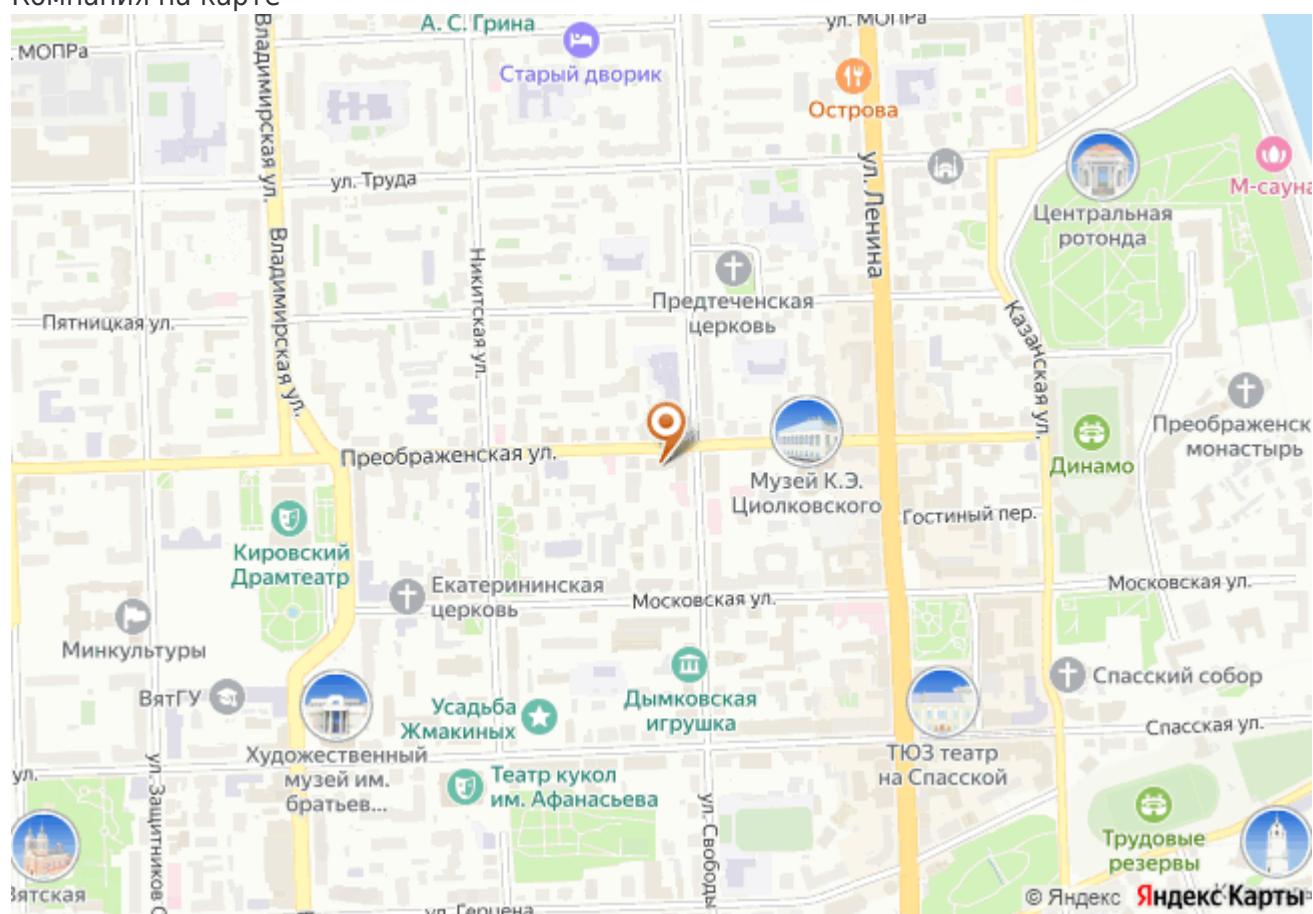 Компания на карте
. МОПРа
Владимирская ул.
А. С. Грина
Старый дворик
ул. МОПРа
Острова
ул. Труда
ул. Ленина
М-сауна
Центральная
ротонда
Владимирская ул.
Никитская ул.
Предтеченская
церковь
Пятницкая ул.
Казанская ул.
Преображенская ул.
Музей К.Э.
Циолковского
Динамо
Преображенск
монастырь
Гостиный пер.
Кировский
Драмтеатр
Екатерининская
церковь
Московская ул.
Московская ул.
Минкультуры
ВятГУ
Усадьба
Жмакиных
Дымковская
игрушка
Спасский собор
Спасская ул.
Художественный
музей им.
братьев...
ТЮЗ театр
на Спасской
ул.
ул. Защитников О
Театр кукол
им. Афанасьева
ул. Свободы
Трудовые
резервы
Вятская
ул. Герцена
© Яндекс Яндекс Карты